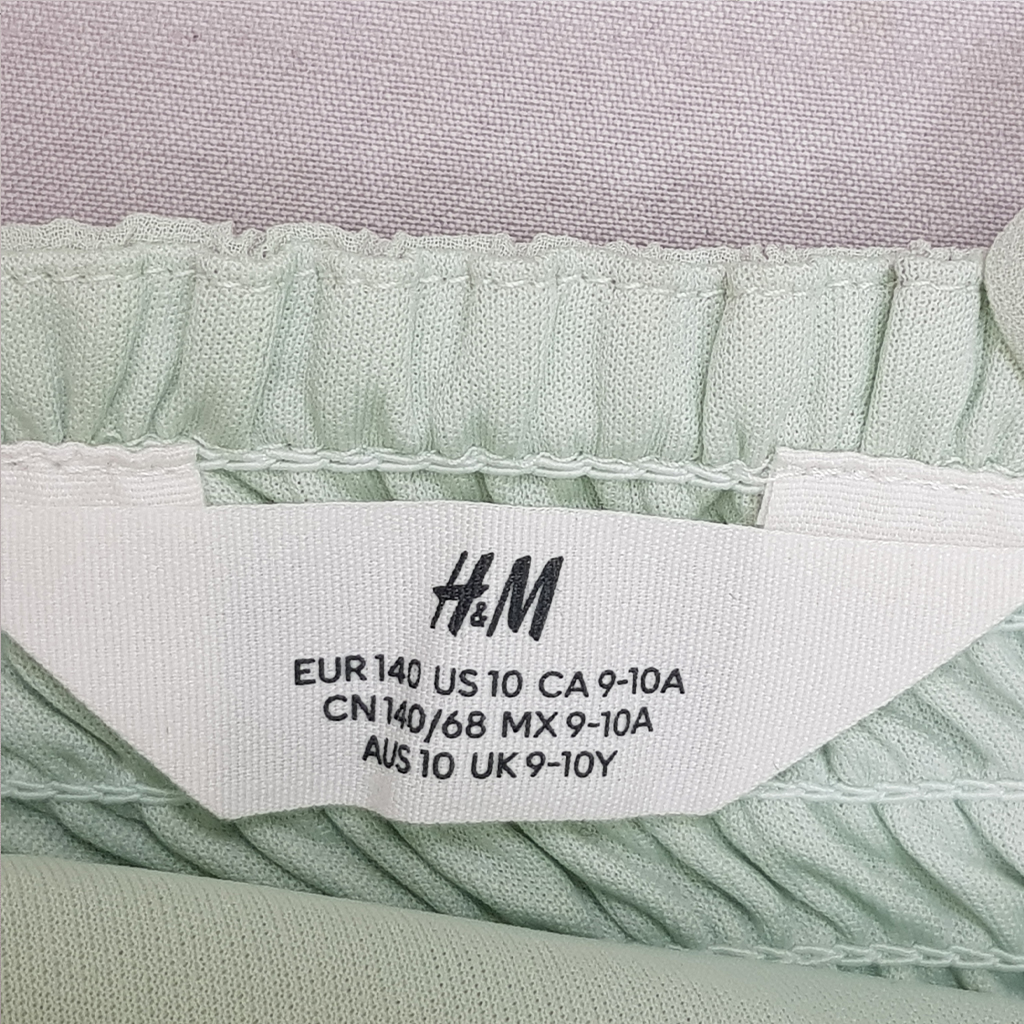 H&M
EUR 140 US 10 CA 9-10A
CN 140/68 MX 9-10A
AUS 10 UK 9-10Y